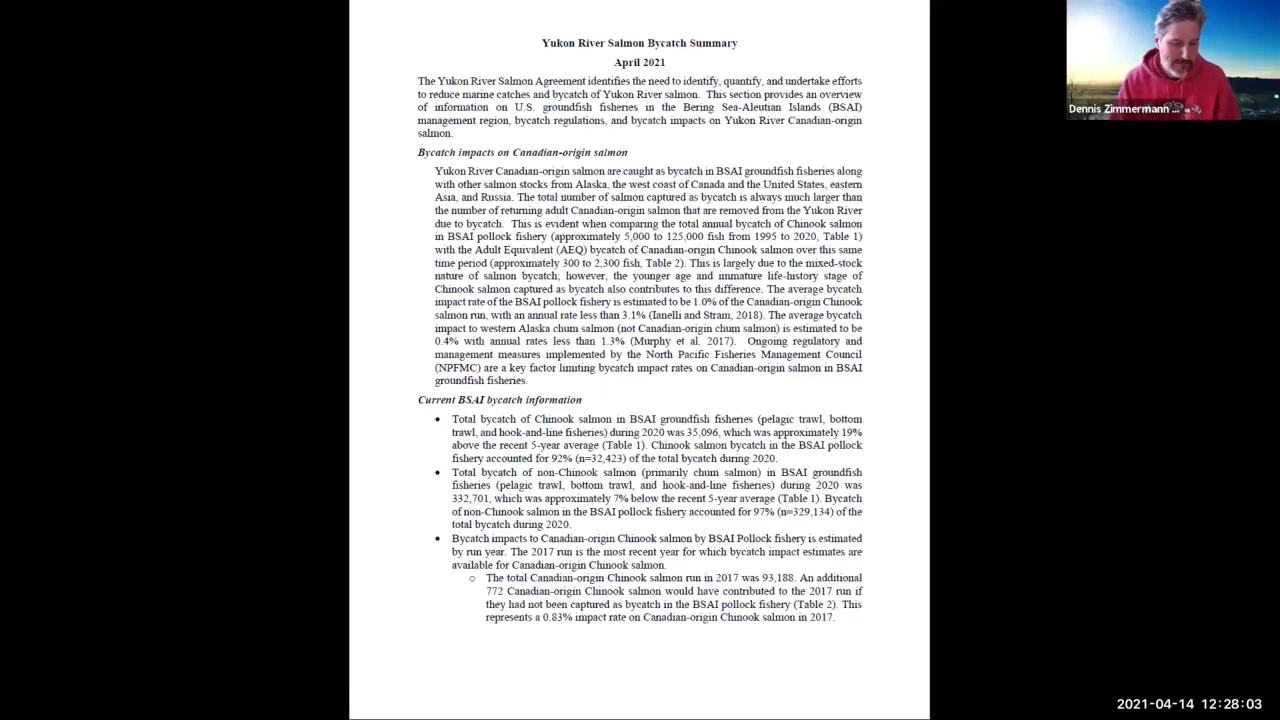 Yukon River Salmon Bycatch Summary
April 2021
The Yukon River Salmon Agreement identifies the need to identify, quantify, and undertake efforts
to reduce marine catches and bycatch of Yukon River salmon. This section provides an overview
of information on U.S. groundfish fisheries in the Bering Sea-Aleutian Islands (BSAI)
management region, bycatch regulations, and bycatch impacts on Yukon River Canadian-origin
salmon.
Bycatch impacts on Canadian-origin salmon
Yukon River Canadian-origin salmon are caught as bycatch in BSAI groundfish fisheries along
with other salmon stocks from Alaska, the west coast of Canada and the United States, eastern
Asia, and Russia. The total number of salmon captured as bycatch is always much larger than
the number of returning adult Canadian-origin salmon that are removed from the Yukon River
due to bycatch. This is evident when comparing the total annual bycatch of Chinook salmon
in BSAI pollock fishery (approximately 5,000 to 125,000 fish from 1995 to 2020, Table 1)
with the Adult Equivalent (AEQ) bycatch of Canadian-origin Chinook salmon over this same
time period (approximately 300 to 2,300 fish, Table 2). This is largely due to the mixed-stock
nature of salmon bycatch; however, the younger age and immature life-history stage of
Chinook salmon captured as bycatch also contributes to this difference. The average bycatch
impact rate of the BSAI pollock fishery is estimated to be 1.0% of the Canadian-origin Chinook
salmon run, with an annual rate less than 3.1% (Ianelli and Stram, 2018). The average bycatch
impact to western Alaska chum salmon (not Canadian-origin chum salmon) is estimated to be
0.4% with annual rates less than 1.3% (Murphy et al. 2017). Ongoing regulatory and
management measures implemented by the North Pacific Fisheries Management Council
(NPFMC) are a key factor limiting bycatch impact rates on Canadian-origin salmon in BSAI
groundfish fisheries.
Current BSAI bycatch information
• Total bycatch of Chinook salmon in BSAI groundfish fisheries (pelagic trawl, bottom
trawl, and hook-and-line fisheries) during 2020 was 35,096, which was approximately 19%
above the recent 5-year average (Table 1). Chinook salmon bycatch in the BSAI pollock
fishery accounted for 92% (n=32,423) of the total bycatch during 2020.
• Total bycatch of non-Chinook salmon (primarily chum salmon) in BSAI groundfish
fisheries (pelagic trawl, bottom trawl, and hook-and-line fisheries) during 2020 was
332,701, which was approximately 7% below the recent 5-year average (Table 1). Bycatch
of non-Chinook salmon in the BSAI pollock fishery accounted for 97% (n=329,134) of the
total bycatch during 2020.
• Bycatch impacts to Canadian-origin Chinook salmon by BSAI Pollock fishery is estimated
by run year. The 2017 run is the most recent year for which bycatch impact estimates are
available for Canadian-origin Chinook salmon.
o The total Canadian-origin Chinook salmon run in 2017 was 93,188. An additional
772 Canadian-origin Chinook salmon would have contributed to the 2017 run if
they had not been captured as bycatch in the BSAI pollock fishery (Table 2). This
represents a 0.83% impact rate on Canadian-origin Chinook salmon in 2017.
Dennis Zimmermann ...
2021-04-14 12:28:03